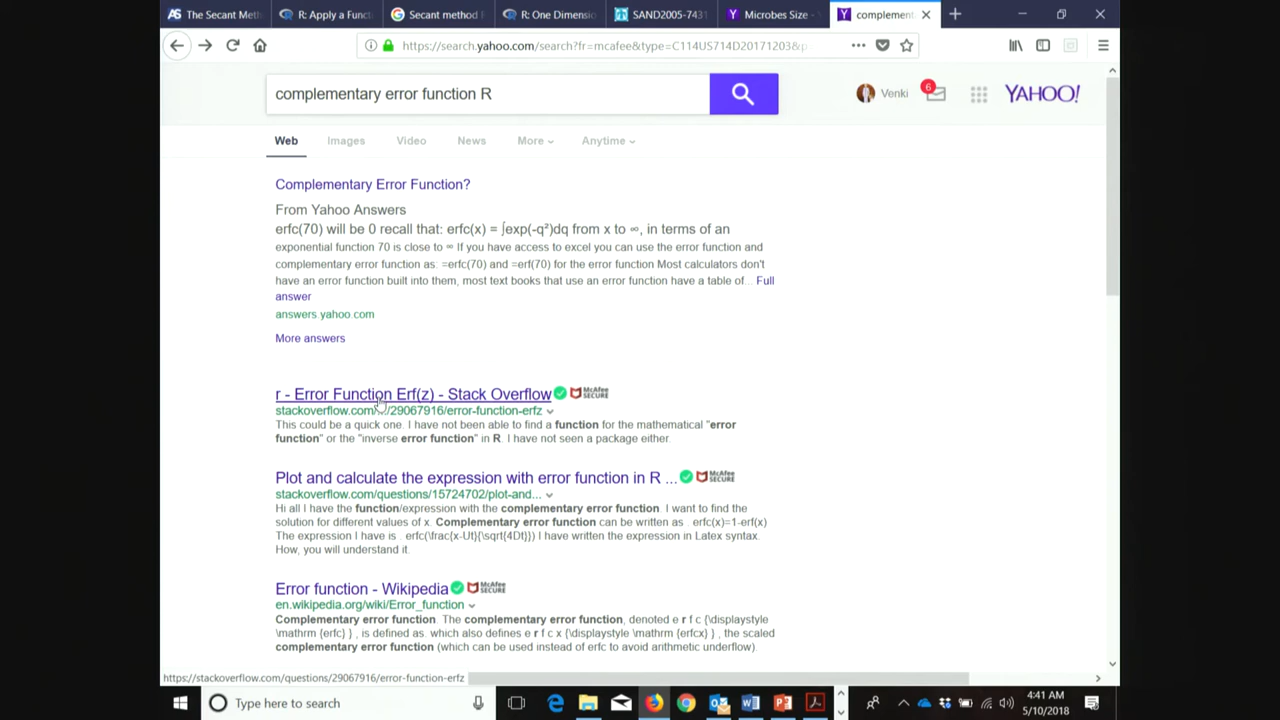 The Secant Meth
R: Apply a Funct
Secant method
R: One Dimensio
SAND2005-7431
Microbes Size -
complement
https://search.yahoo.com/search?fr=mcafee&type=C114US714D20171203&p
complementary error function R
Venki
6
YAHOO!
Web
Images
Video
News
More
Anytime
Complementary Error Function?
From Yahoo Answers
erfc(70) will be 0 recall that: erfc(x) = ∫exp(-q²)dq from x to ∞, in terms of an
exponential function 70 is close to ∞ If you have access to excel you can use the error function and
complementary error function as: =erfc(70) and =erf(70) for the error function Most calculators don't
have an error function built into them, most text books that use an error function have a table of... Full
answer
answers.yahoo.com
More answers
r - Error Function Erf(z) - Stack Overflow
McAfee SECURE
stackoverflow.com/.../29067916/error-function-erfz
This could be a quick one. I have not been able to find a function for the mathematical "error
function" or the "inverse error function" in R. I have not seen a package either.
Plot and calculate the expression with error function in R ...
McAfee SECURE
stackoverflow.com/questions/15724702/plot-and...
Hi all I have the function/expression with the complementary error function. I want to find the
solution for different values of x. Complementary error function can be written as . erfc(x)=1-erf(x)
The expression I have is . erfc(\frac{x-Ut}{\sqrt{4Dt}}) I have written the expression in Latex syntax.
How, you will understand it.
Error function - Wikipedia
McAfee SECURE
en.wikipedia.org/wiki/Error_function
Complementary error function. The complementary error function, denoted e r f c {\displaystyle
\mathrm {erfc} } , is defined as. which also defines e r f c x {\displaystyle \mathrm {erfcx} } , the scaled
complementary error function (which can be used instead of erfc to avoid arithmetic underflow).
https://stackoverflow.com/questions/29067916/error-function-erfz
Type here to search
4:41 AM
5/10/2018